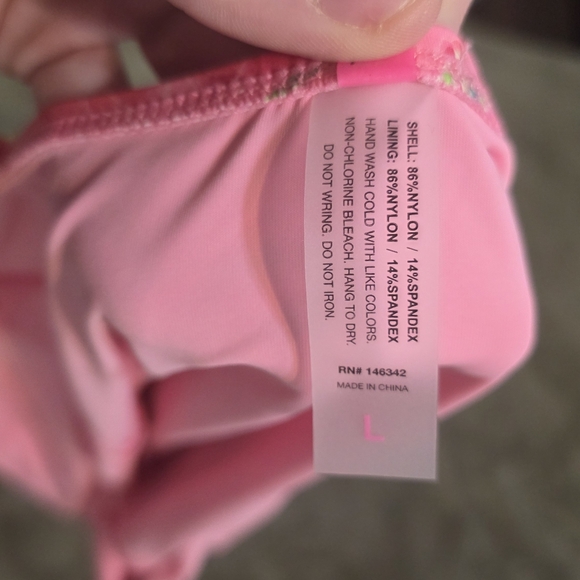 SHELL: 86%NYLON / 14%SPANDEX
LINING: 86%NYLON / 14%SPANDEX
HAND WASH COLD WITH LIKE COLORS.
NON-CHLORINE BLEACH. HANG TO DRY.
DO NOT WRING. DO NOT IRON.
RN# 146342
MADE IN CHINA
L